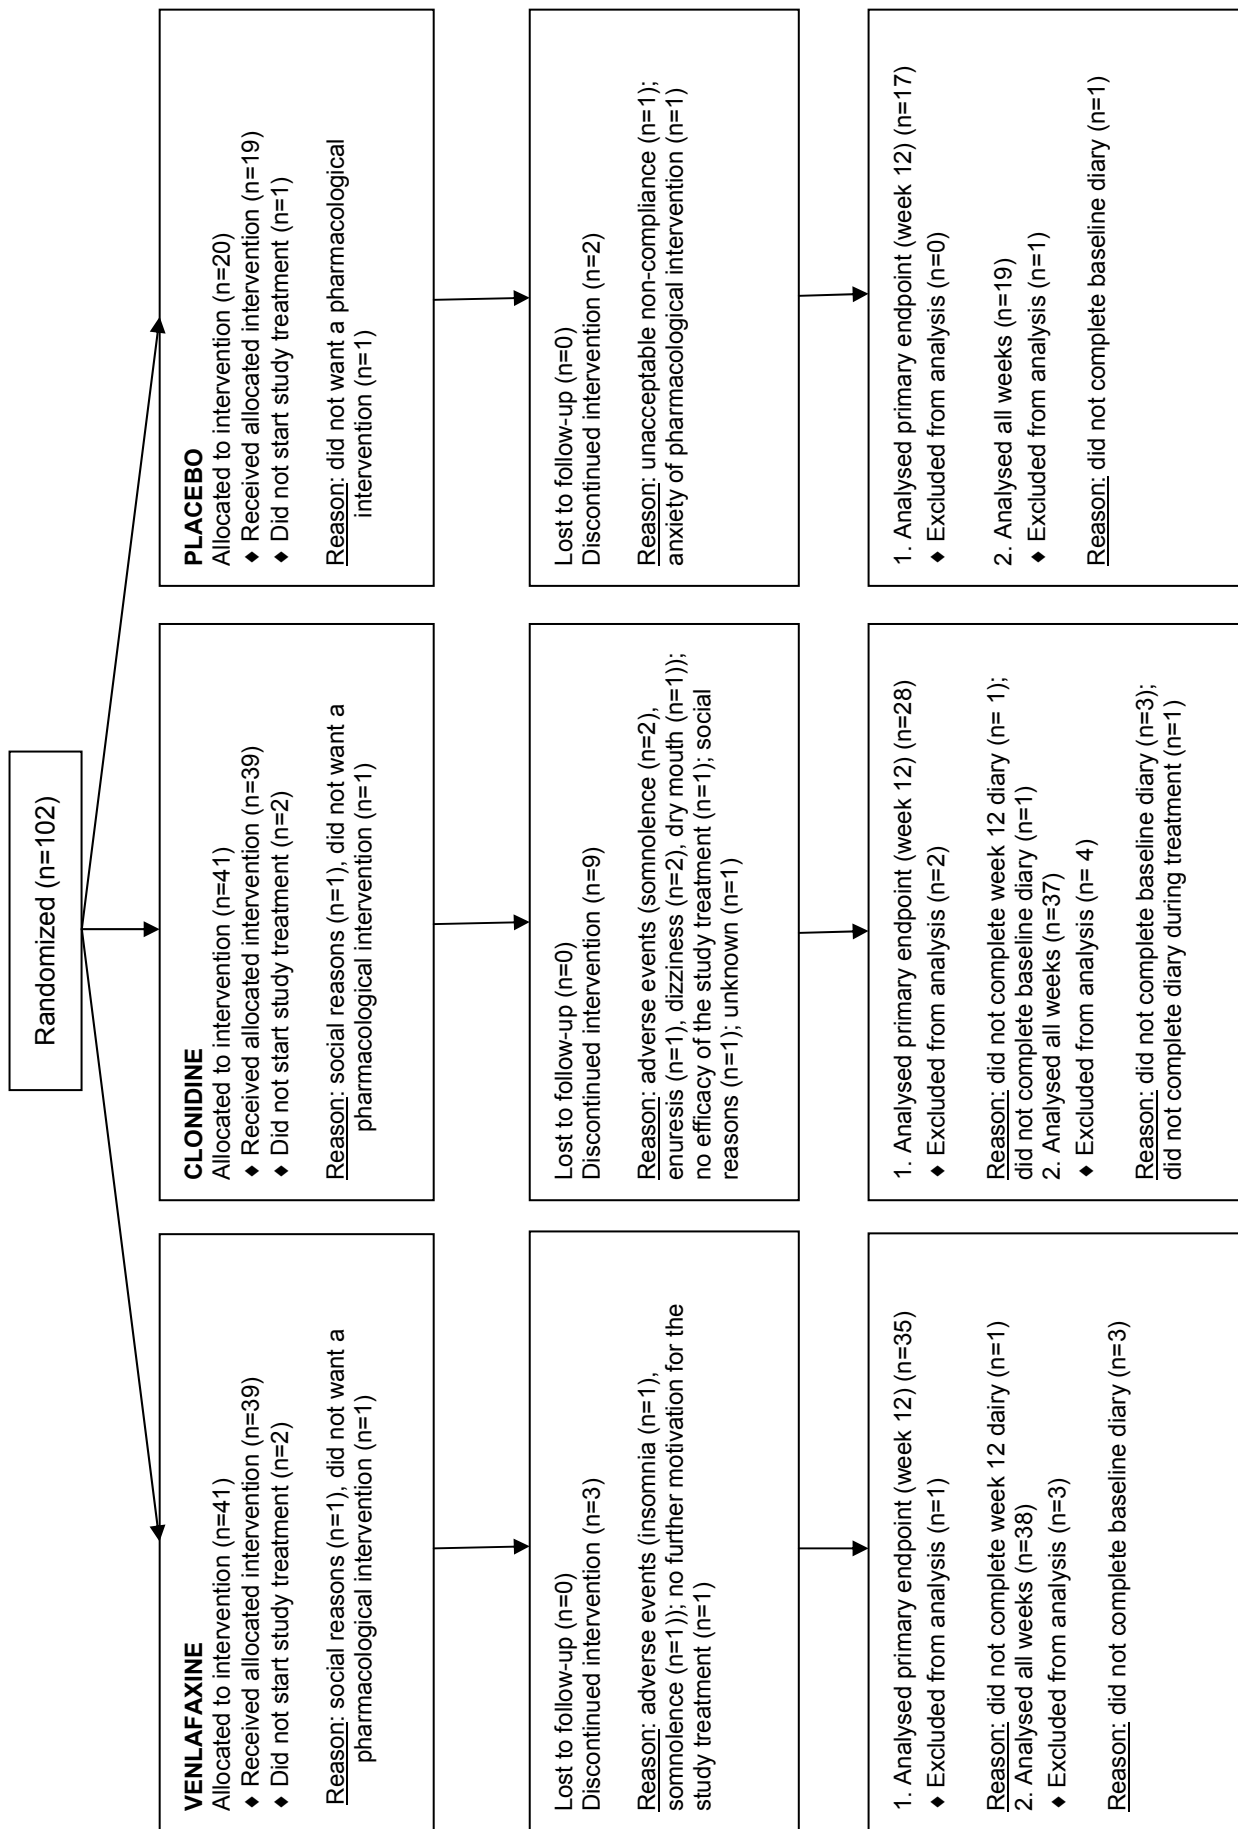 Randomized (n=102)
VENLAFAXINE
Allocated to intervention (n=41)
♦ Received allocated intervention (n=39)
♦ Did not start study treatment (n=2)
Reason: social reasons (n=1), did not want a
pharmacological intervention (n=1)
CLONIDINE
Allocated to intervention (n=41)
♦ Received allocated intervention (n=39)
♦ Did not start study treatment (n=2)
Reason: social reasons (n=1), did not want a
pharmacological intervention (n=1)
PLACEBO
Allocated to intervention (n=20)
♦ Received allocated intervention (n=19)
♦ Did not start study treatment (n=1)
Reason: did not want a pharmacological
intervention (n=1)
Lost to follow-up (n=0)
Discontinued intervention (n=3)
Reason: adverse events (insomnia (n=1),
somnolence (n=1)); no further motivation for the
study treatment (n=1)
Lost to follow-up (n=0)
Discontinued intervention (n=9)
Reason: adverse events (somnolence (n=2),
enuresis (n=1), dizziness (n=2), dry mouth (n=1));
no efficacy of the study treatment (n=1); social
reasons (n=1); unknown (n=1)
Lost to follow-up (n=0)
Discontinued intervention (n=2)
Reason: unacceptable non-compliance (n=1);
anxiety of pharmacological intervention (n=1)
1. Analysed primary endpoint (week 12) (n=35)
♦ Excluded from analysis (n=1)
Reason: did not complete week 12 dairy (n=1)
2. Analysed all weeks (n=38)
♦ Excluded from analysis (n=3)
Reason: did not complete baseline diary (n=3)
1. Analysed primary endpoint (week 12) (n=28)
♦ Excluded from analysis (n=2)
Reason: did not complete week 12 diary (n= 1);
did not complete baseline diary (n=1)
2. Analysed all weeks (n=37)
♦ Excluded from analysis (n= 4)
Reason: did not complete baseline diary (n=3);
did not complete diary during treatment (n=1)
1. Analysed primary endpoint (week 12) (n=17)
♦ Excluded from analysis (n=0)
2. Analysed all weeks (n=19)
♦ Excluded from analysis (n=1)
Reason: did not complete baseline diary (n=1)